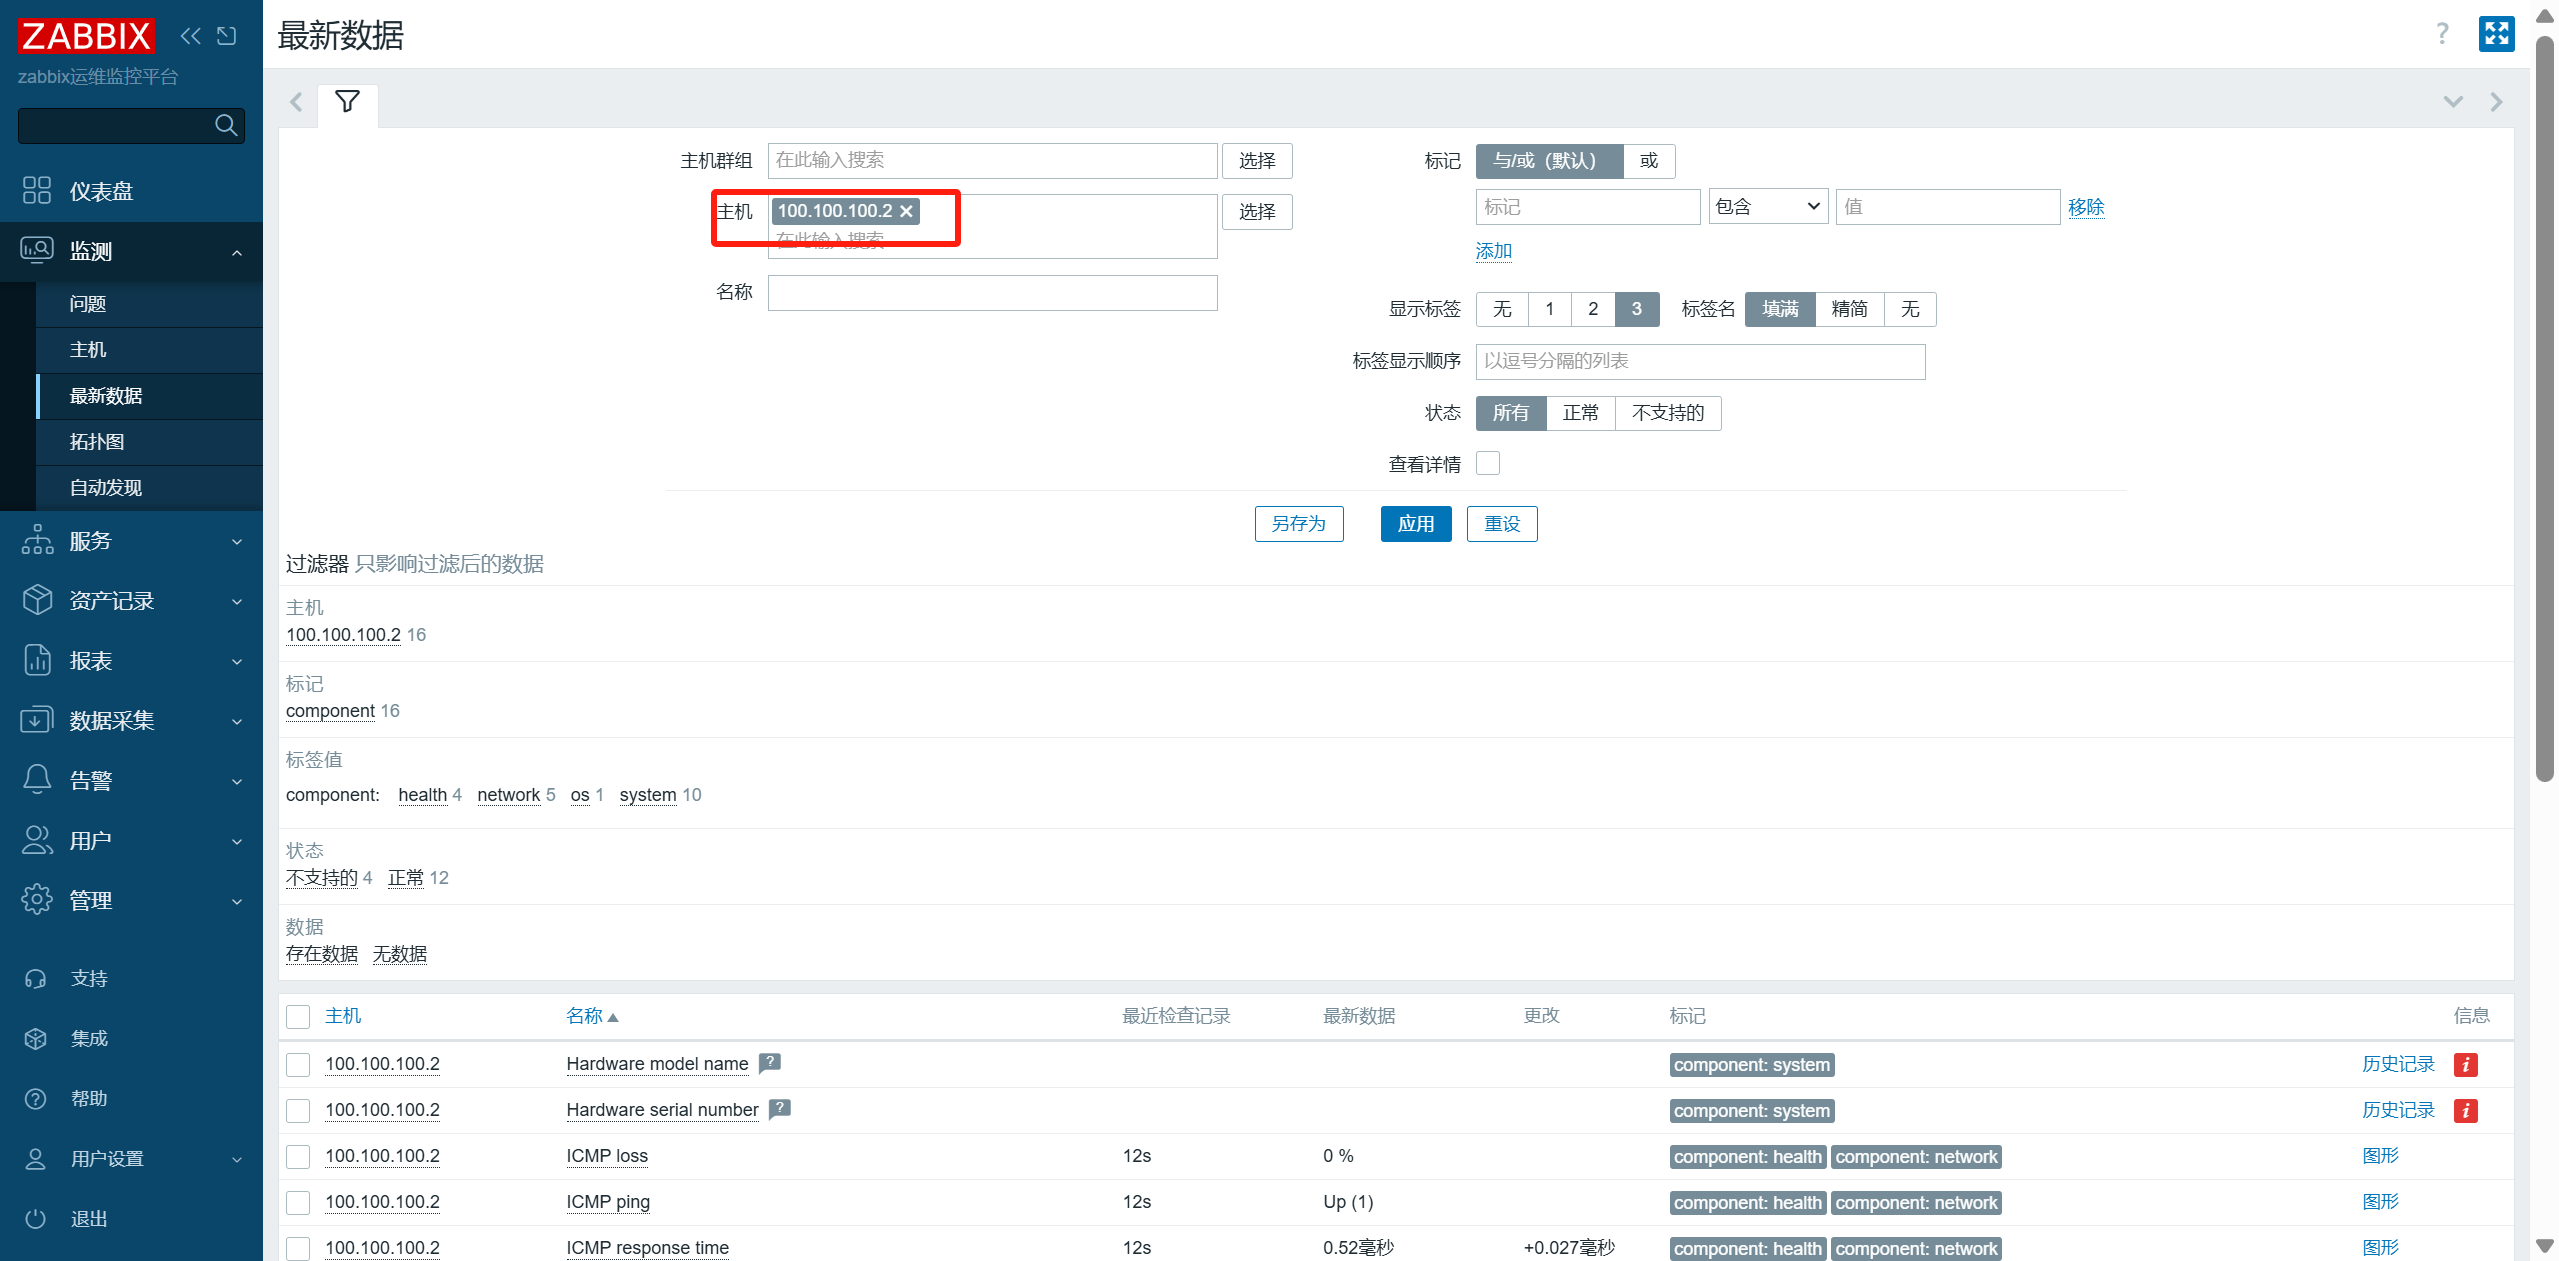 ZABBIX
zabbix运维监控平台
仪表盘
监测
问题
主机
最新数据
拓扑图
自动发现
服务
资产记录
报表
数据采集
告警
用户
管理
支持
集成
帮助
用户设置
退出
最新数据
?
主机群组 在此输入搜索 选择
主机 100.100.100.2 选择
在此输入搜索
名称
标记 与/或（默认） 或
标记 包含 值 移除
添加
显示标签 无 1 2 3 标签名 填满 精简 无
标签显示顺序 以逗号分隔的列表
状态 所有 正常 不支持的
查看详情
另存为 应用 重设
过滤器 只影响过滤后的数据
主机
100.100.100.2 16
标记
component 16
标签值
component: health 4 network 5 os 1 system 10
状态
不支持的 4 正常 12
数据
存在数据 无数据
主机 名称 最近检查记录 最新数据 更改 标记 信息
100.100.100.2 Hardware model name ? component: system 历史记录 i
100.100.100.2 Hardware serial number ? component: system 历史记录 i
100.100.100.2 ICMP loss 12s 0 % component: health component: network 图形
100.100.100.2 ICMP ping 12s Up (1) component: health component: network 图形
100.100.100.2 ICMP response time 12s 0.52毫秒 +0.027毫秒 component: health component: network 图形